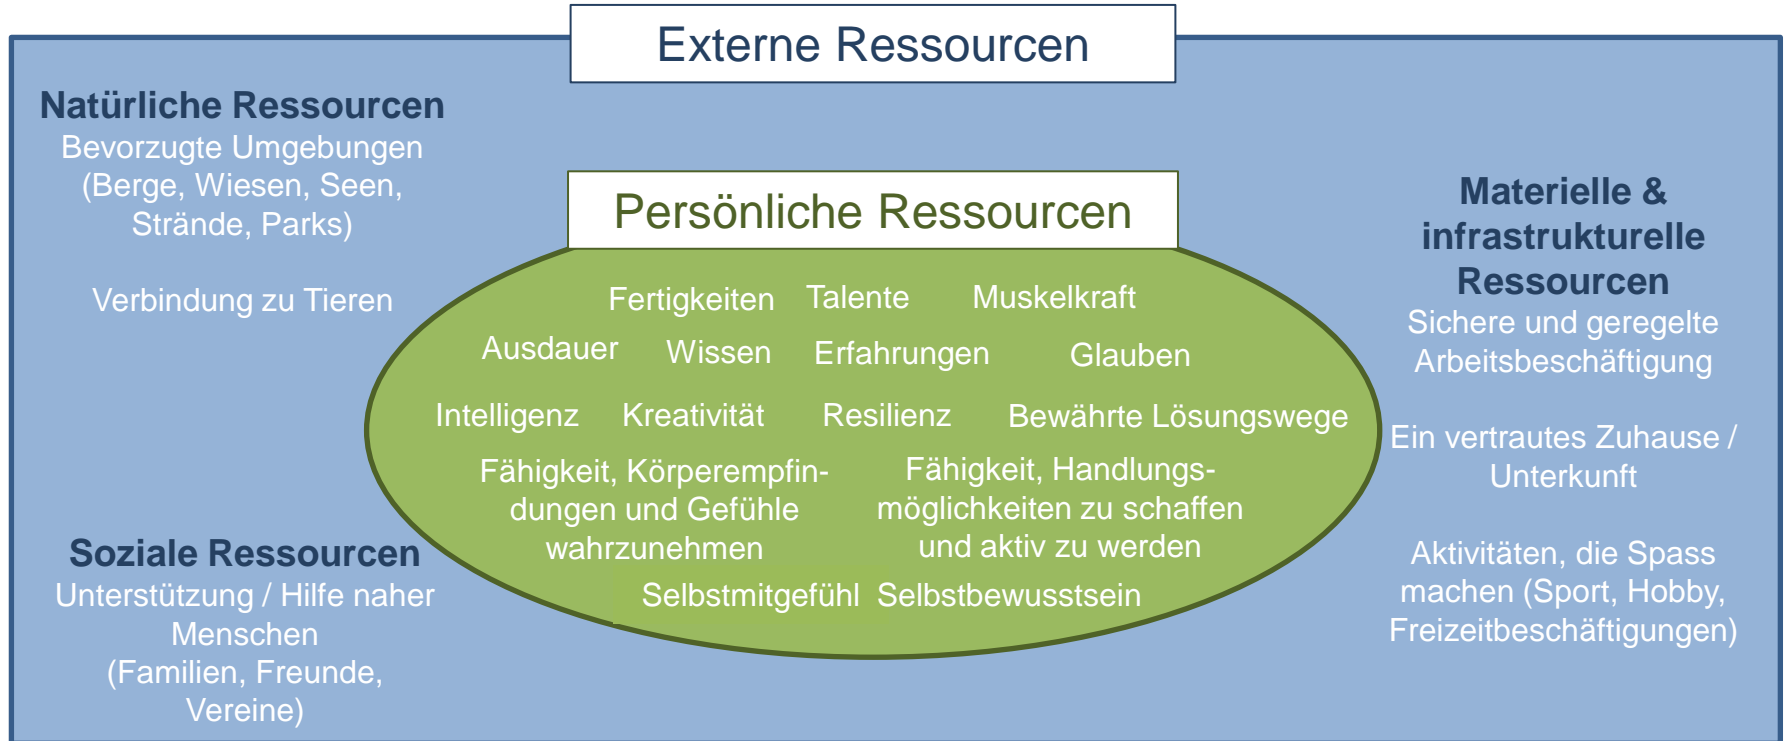 Externe Ressourcen
Natürliche Ressourcen
Bevorzugte Umgebungen
(Berge, Wiesen, Seen,
Strände, Parks)
Verbindung zu Tieren
Soziale Ressourcen
Unterstützung / Hilfe naher
Menschen
(Familien, Freunde,
Vereine)
Persönliche Ressourcen
Fertigkeiten Talente Muskelkraft
Ausdauer Wissen Erfahrungen Glauben
Intelligenz Kreativität Resilienz Bewährte Lösungswege
Fähigkeit, Körperempfin-
dungen und Gefühle
wahrzunehmen
Fähigkeit, Handlungs-
möglichkeiten zu schaffen
und aktiv zu werden
Selbstmitgefühl Selbstbewusstsein
Materielle &
infrastrukturelle
Ressourcen
Sichere und geregelte
Arbeitsbeschäftigung
Ein vertrautes Zuhause /
Unterkunft
Aktivitäten, die Spass
machen (Sport, Hobby,
Freizeitbeschäftigungen)